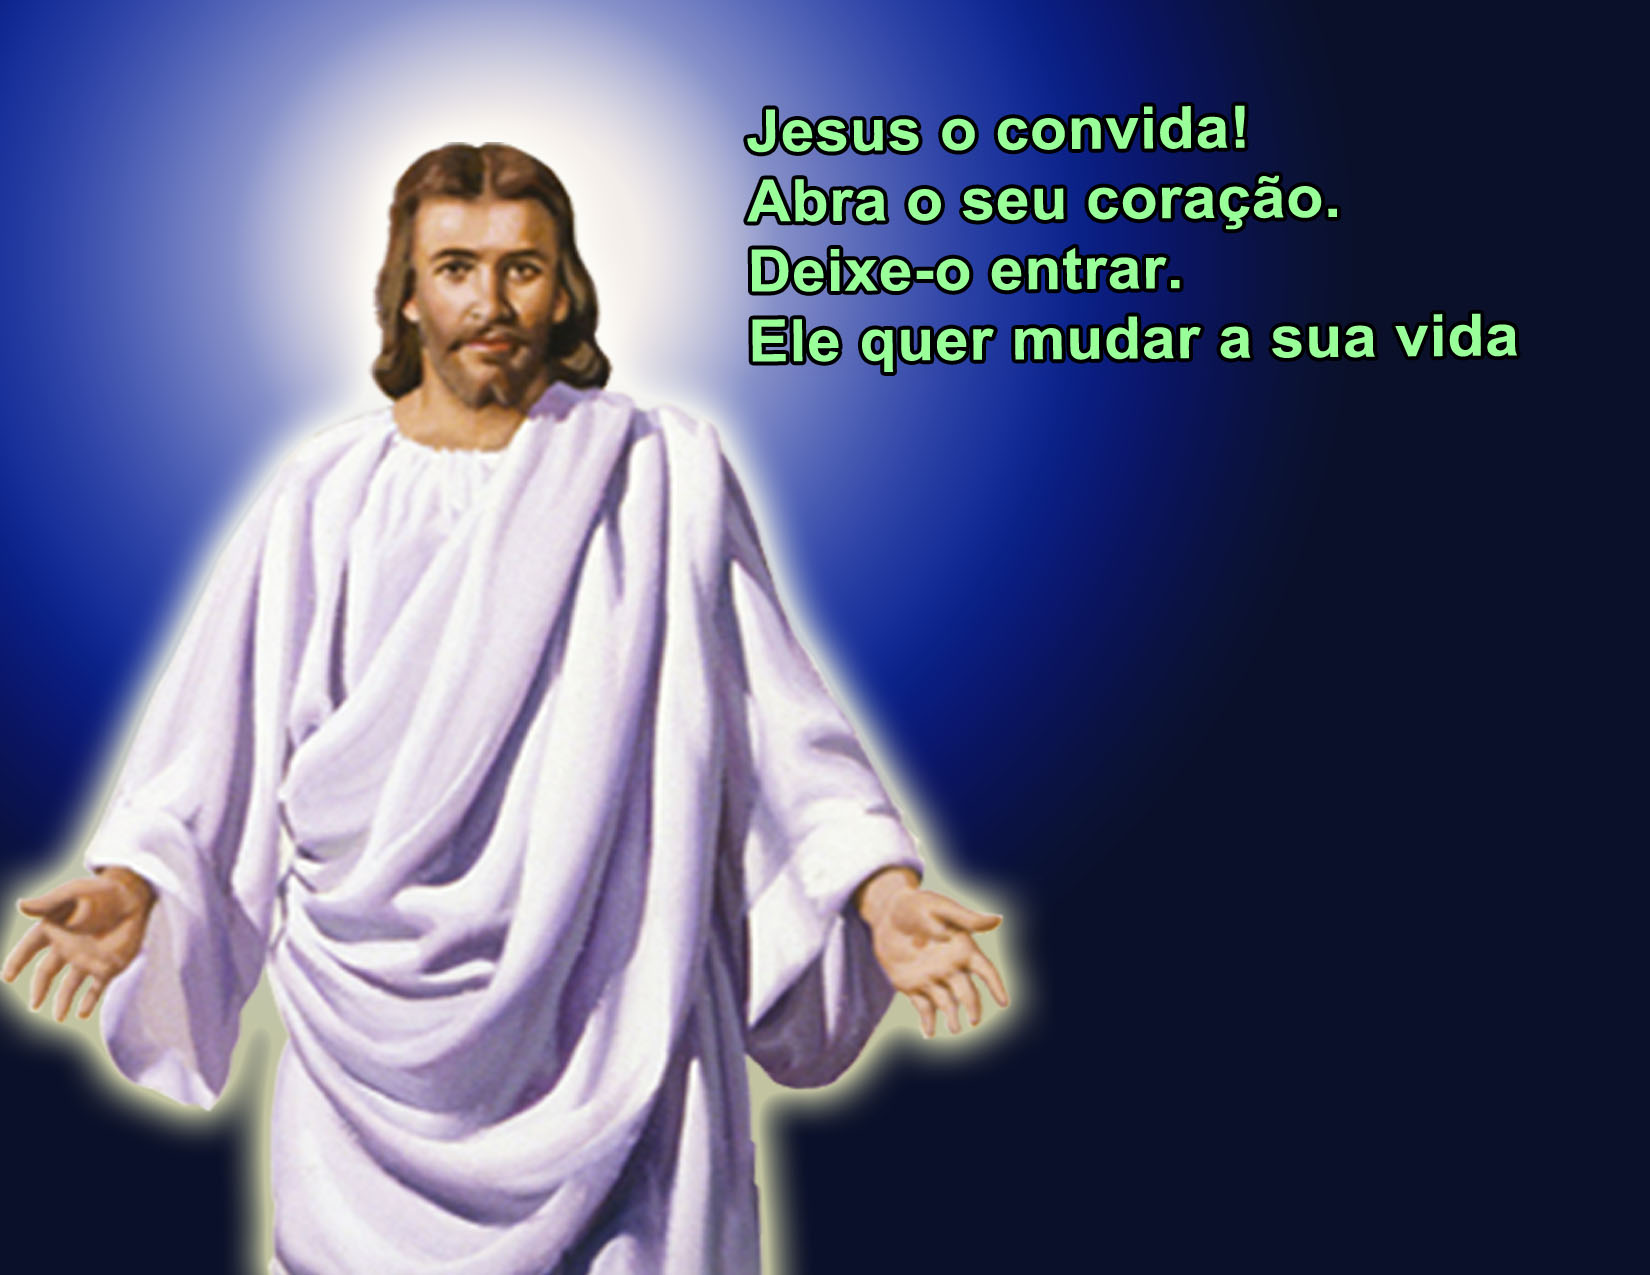 Jesus o convida!
Abra o seu coração.
Deixe-o entrar.
Ele quer mudar a sua vida